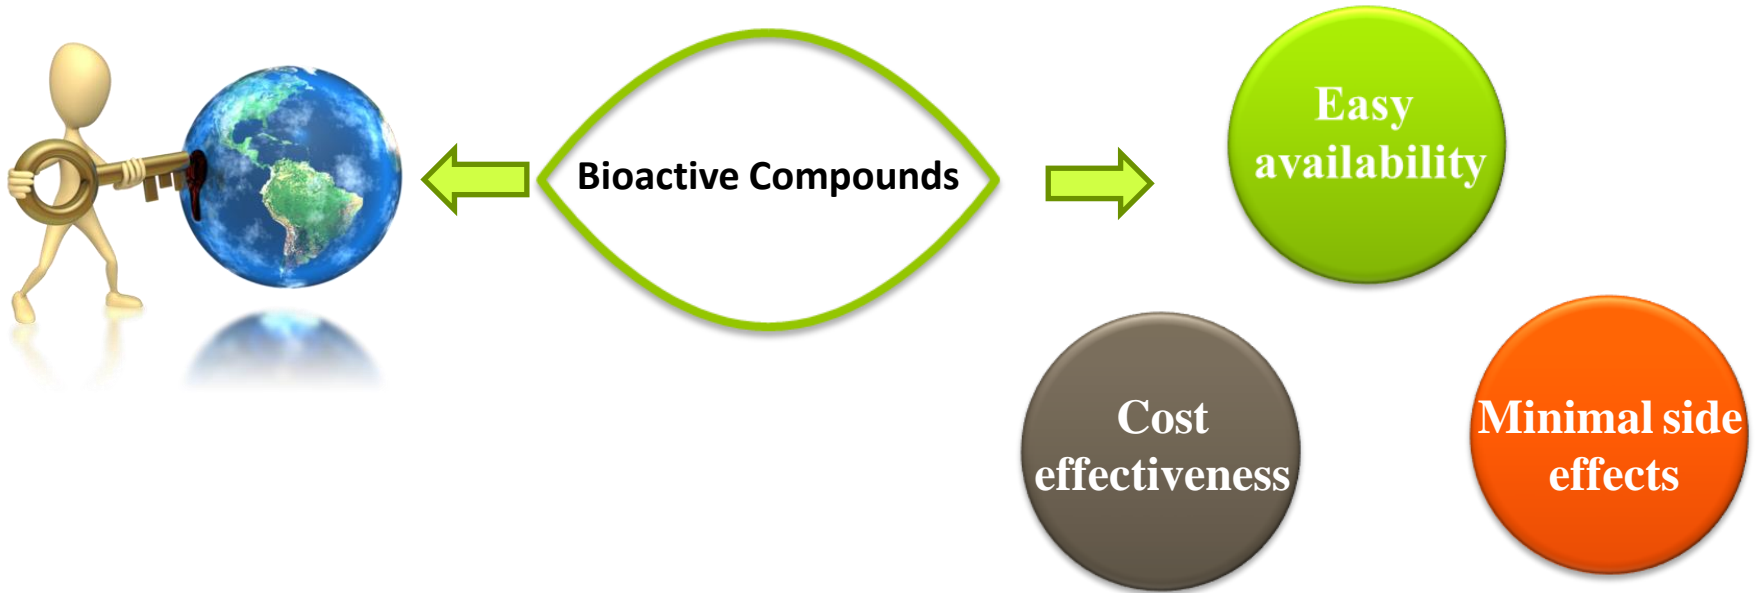 Bioactive Compounds
Easy
availability
Cost
effectiveness
Minimal side
effects